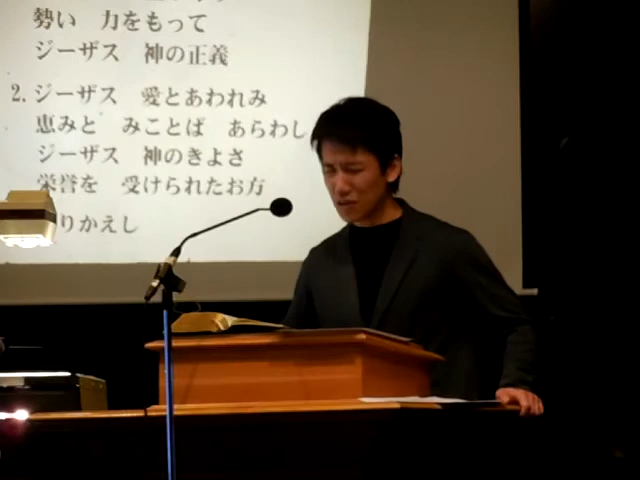 勢い 力をもって
ジーザス 神の正義
2. ジーザス 愛とあわれみ
恵みと みことば あらわし
ジーザス 神のきよさ
栄誉を 受けられたお方
りかえし